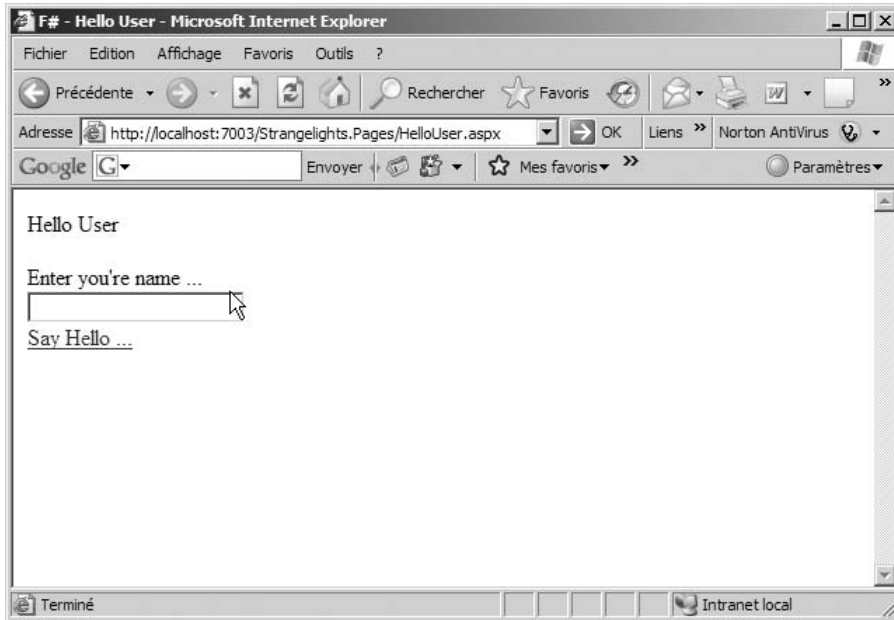 F# - Hello User - Microsoft Internet Explorer
Fichier Edition Affichage Favoris Outils ?
Précédente Rechercher Favoris W »
Adresse http://localhost:7003/Strangelights.Pages/HelloUser.aspx OK Liens » Norton AntiVirus
Google G Envoyer Mes favoris » Paramètres
Hello User
Enter you're name ...
Say Hello ...
Terminé Intranet local